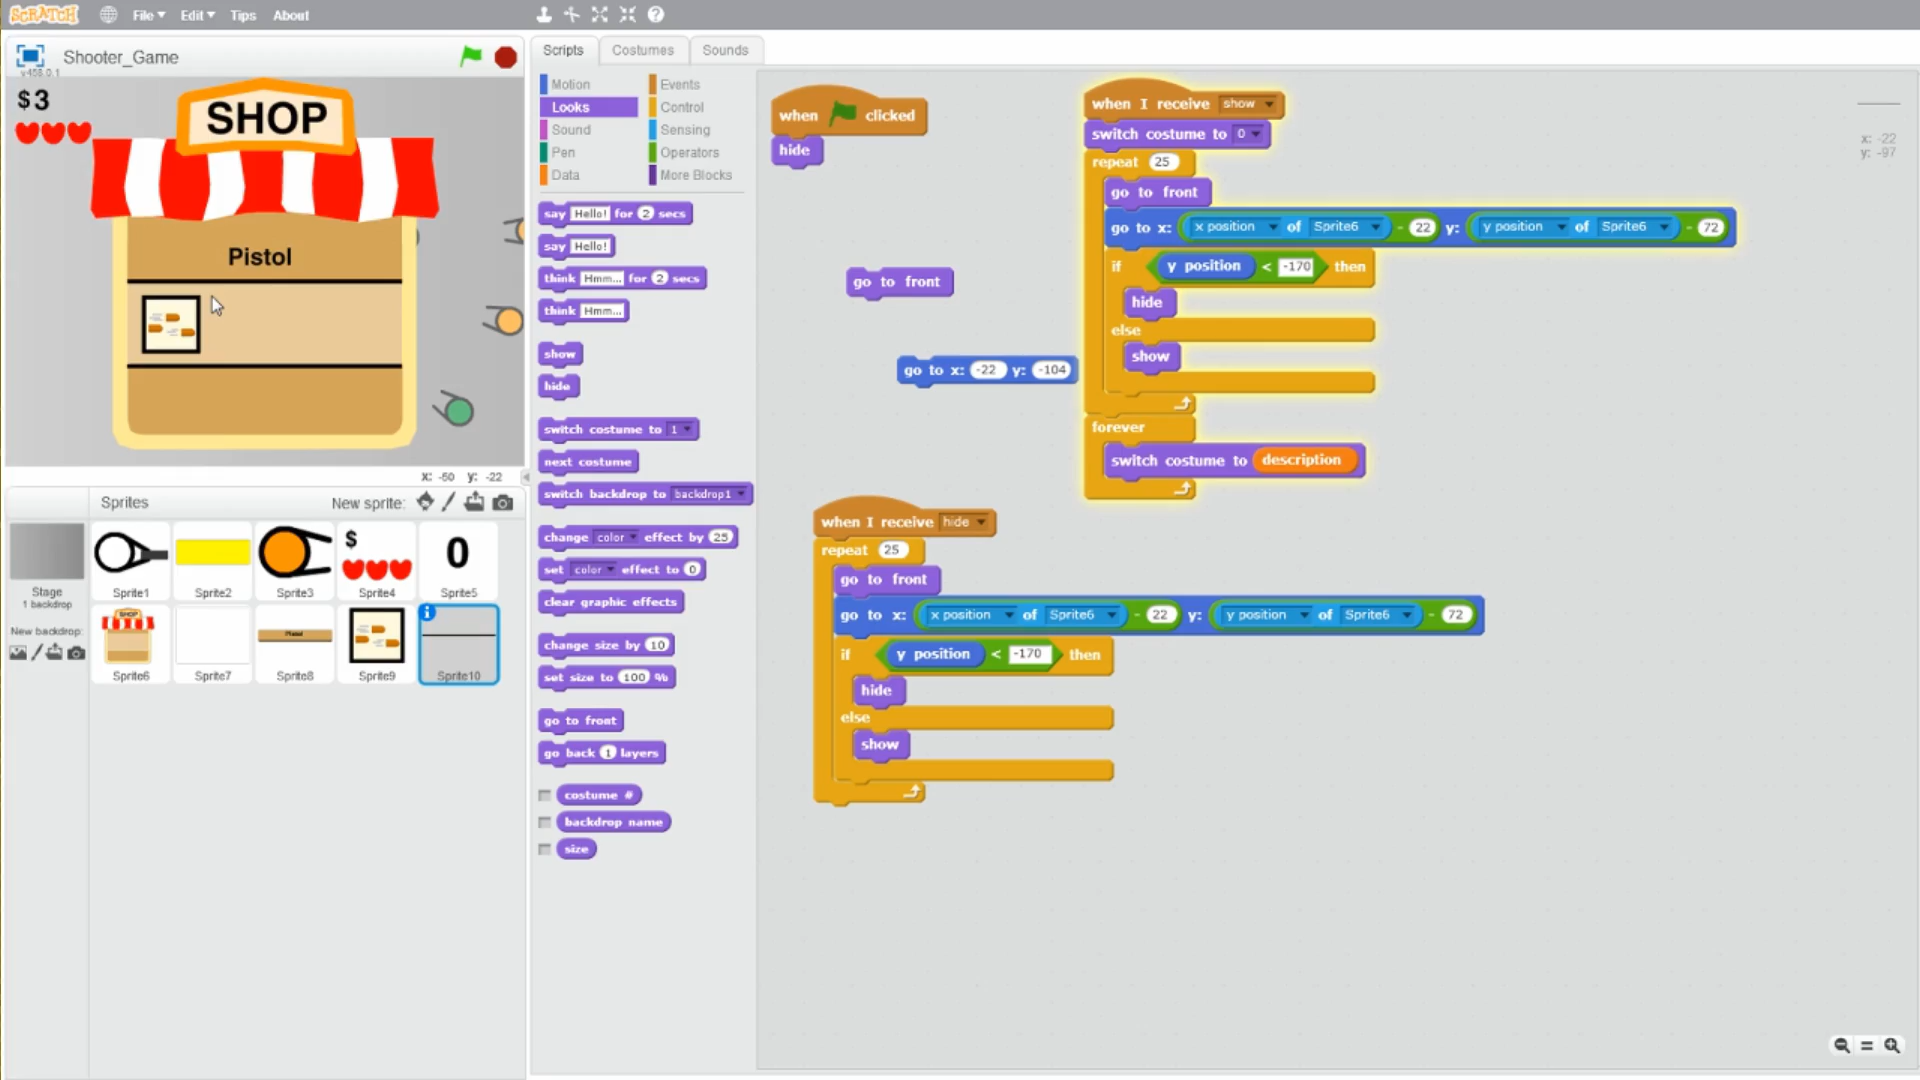 SCRATCH File Edit Tips About
Shooter_Game
v458.0.1
$3
SHOP
Pistol
x: -50 y: -22
Sprites New sprite:
Stage
1 backdrop
New backdrop:
Sprite1 Sprite2 Sprite3 Sprite4 Sprite5
$
0
SHOP
Pistol
Sprite6 Sprite7 Sprite8 Sprite9 Sprite10
Scripts Costumes Sounds
Motion Events
Looks Control
Sound Sensing
Pen Operators
Data More Blocks
say Hello! for 2 secs
say Hello!
think Hmm... for 2 secs
think Hmm...
show
hide
switch costume to 1
next costume
switch backdrop to backdrop1
change color effect by 25
set color effect to 0
clear graphic effects
change size by 10
set size to 100 %
go to front
go back 1 layers
costume #
backdrop name
size
when clicked
hide
go to front
go to x: -22 y: -104
when I receive show
switch costume to 0
repeat 25
go to front
go to x: x position of Sprite6 - 22 y: y position of Sprite6 - 72
if y position < -170 then
hide
else
show
forever
switch costume to description
when I receive hide
repeat 25
go to front
go to x: x position of Sprite6 - 22 y: y position of Sprite6 - 72
if y position < -170 then
hide
else
show
x: -22
y: -97